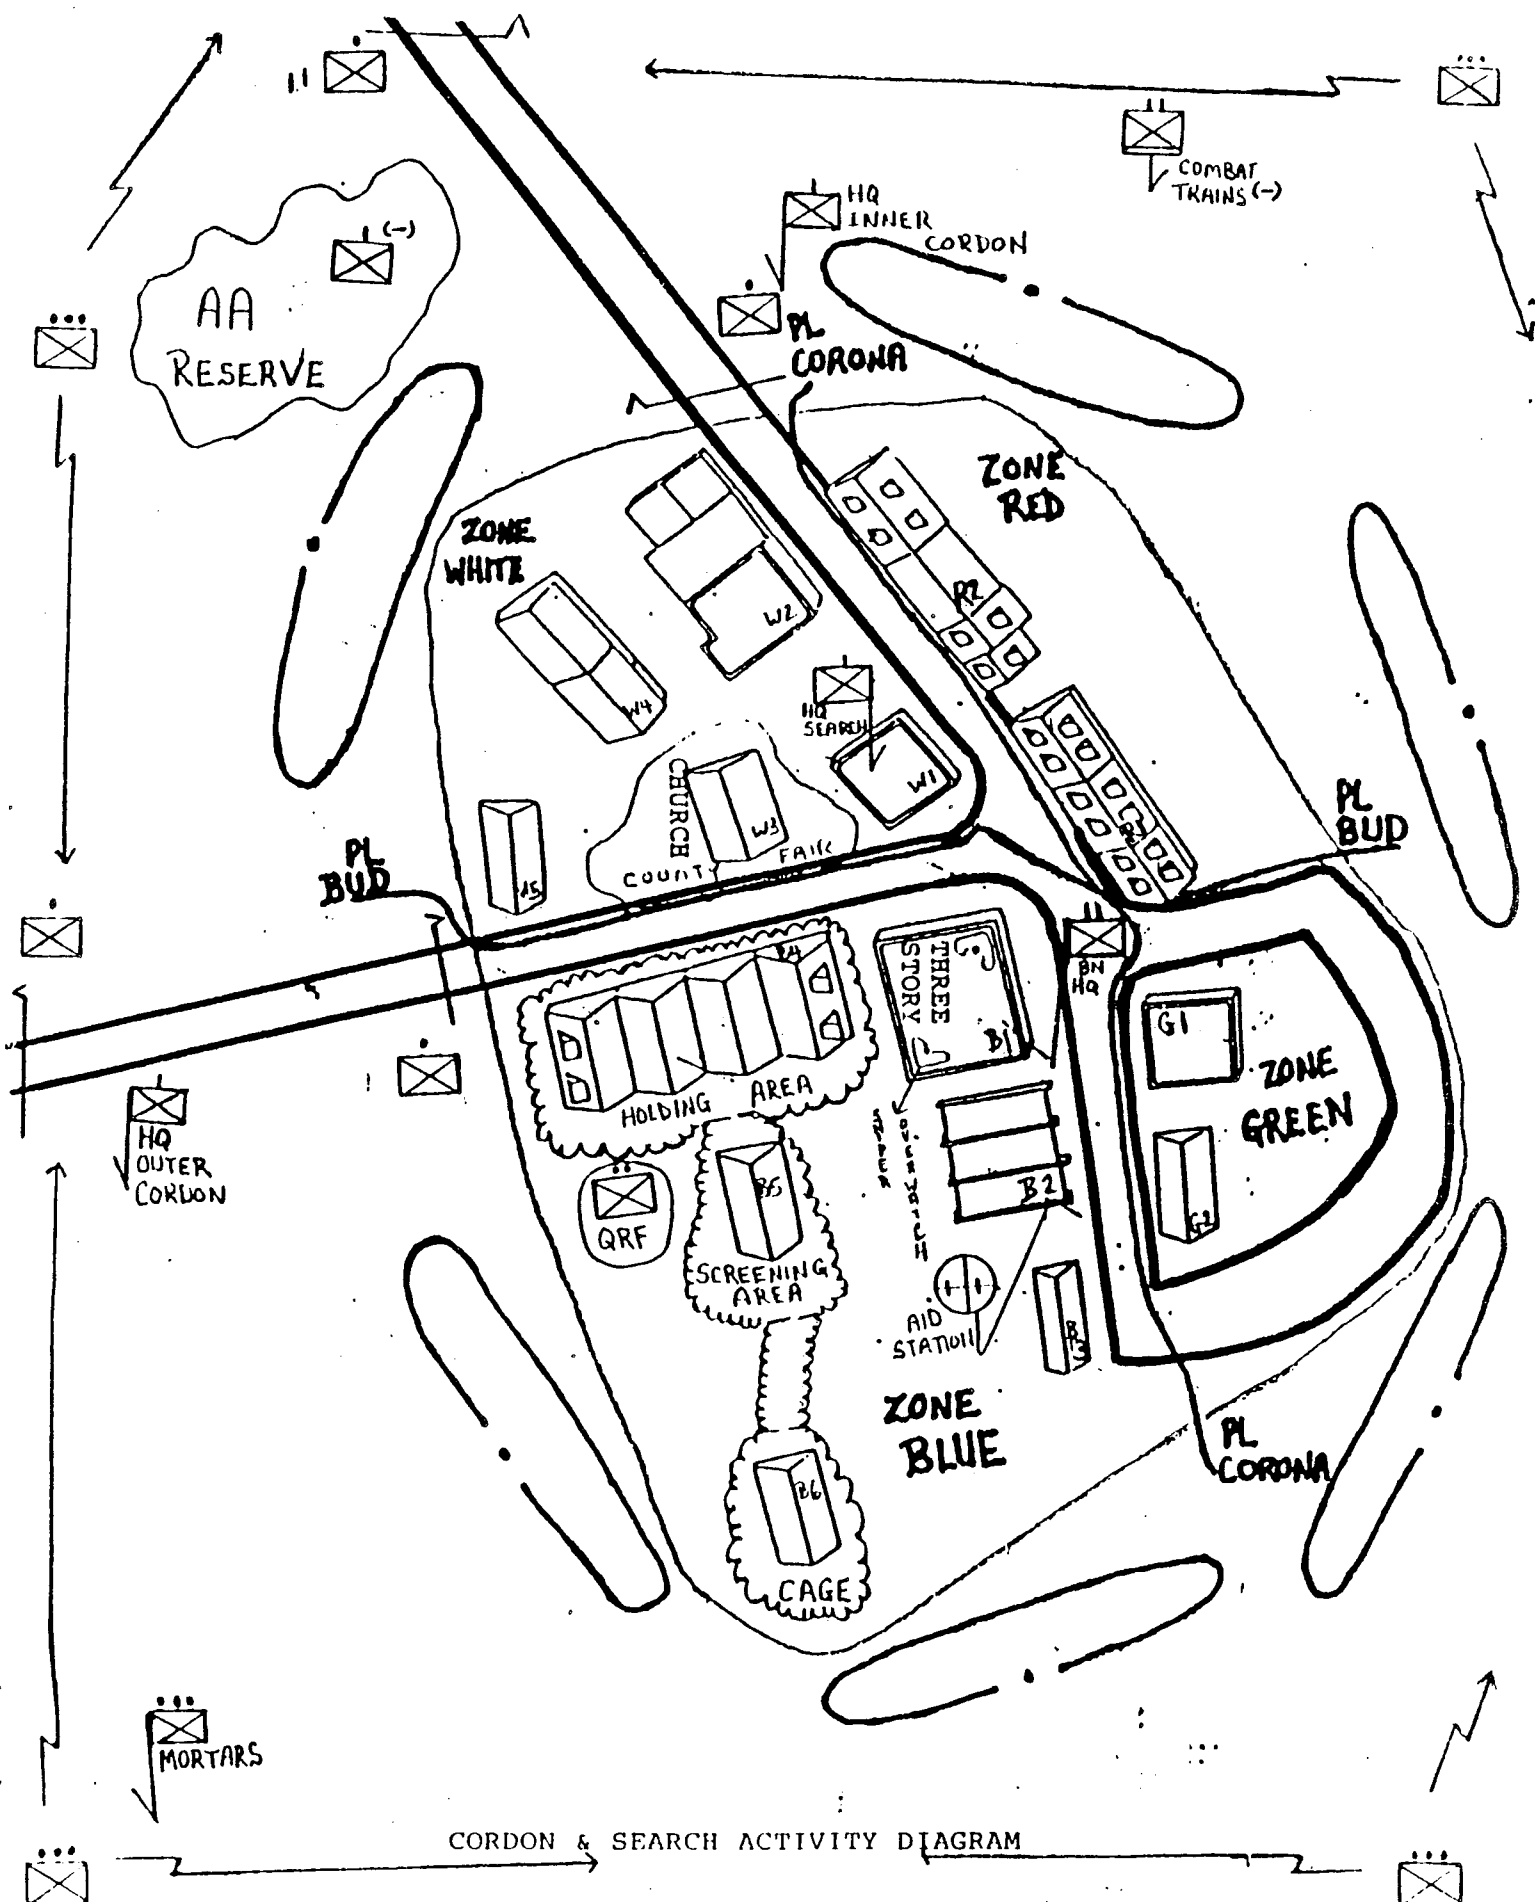 HQ
INNER
CORDON
COMBAT
TRAINS (-)
(-)
AA
RESERVE
PL
CORONA
ZONE
RED
ZONE
WHITE
R2
W2
W4
HQ
SEARCH
W1
CHURCH
W3
COUNTY FAIR
PL
BUD
PL
BUD
THREE
STORY
B1
BN
HQ
G1
ZONE
GREEN
G2
HOLDING AREA
HQ
OUTER
CORDON
QRF
B5
SCREENING
AREA
SNIPER
OVERWATCH
B2
AID
STATION
B3
ZONE
BLUE
PL
CORONA
B6
CAGE
MORTARS
CORDON & SEARCH ACTIVITY DIAGRAM